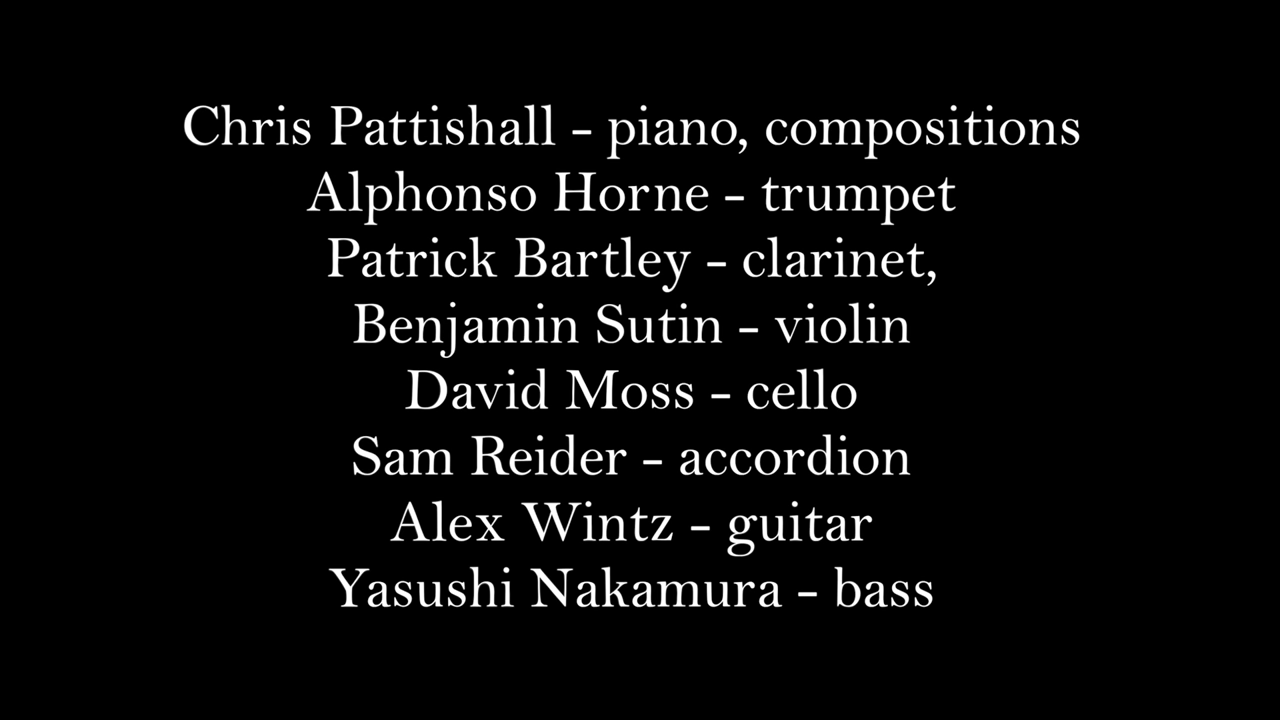 Chris Pattishall - piano, compositions
Alphonso Horne - trumpet
Patrick Bartley - clarinet,
Benjamin Sutin - violin
David Moss - cello
Sam Reider - accordion
Alex Wintz - guitar
Yasushi Nakamura - bass